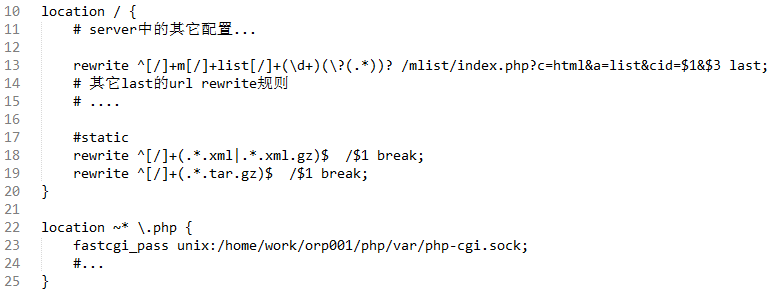 10 location / {
11     # server中的其它配置...
12
13     rewrite ^[/]+m[/]+list[/]+(\d+)(\?(.*))? /mlist/index.php?c=html&a=list&cid=$1&$3 last;
14     # 其它last的url rewrite规则
15     # ....
16
17     #static
18     rewrite ^[/]+(.*.xml|.*.xml.gz)$  /$1 break;
19     rewrite ^[/]+(.*.tar.gz)$  /$1 break;
20 }
21
22 location ~* \.php {
23     fastcgi_pass unix:/home/work/orp001/php/var/php-cgi.sock;
24     #...
25 }